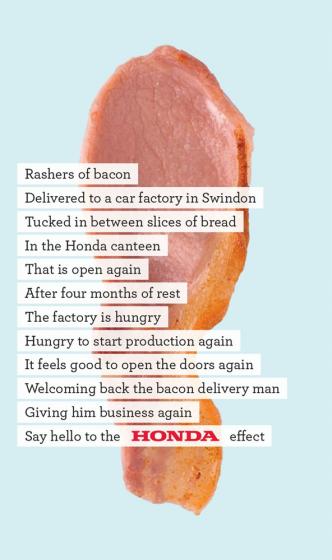 Rashers of bacon
Delivered to a car factory in Swindon
Tucked in between slices of bread
In the Honda canteen
That is open again
After four months of rest
The factory is hungry
Hungry to start production again
It feels good to open the doors again
Welcoming back the bacon delivery man
Giving him business again
Say hello to the HONDA effect